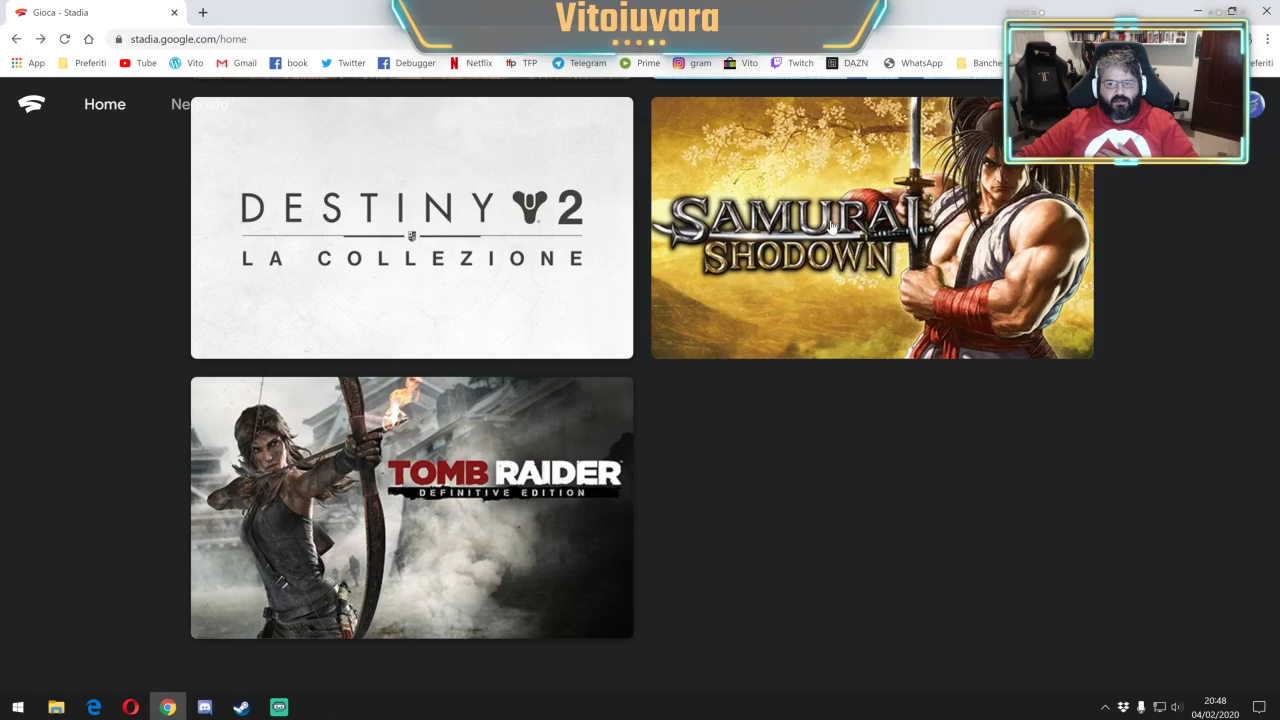 Vitoiuvara
Gioca - Stadia
stadia.google.com/home
App Preferiti Tube Vito Gmail book Twitter Debugger Netflix TFP Telegram Prime gram Vito Twitch DAZN WhatsApp Banche
Home Negozio
DESTINY 2
LA COLLEZIONE
SAMURAI
SHODOWN
TOMB RAIDER
DEFINITIVE EDITION
20:48
04/02/2020